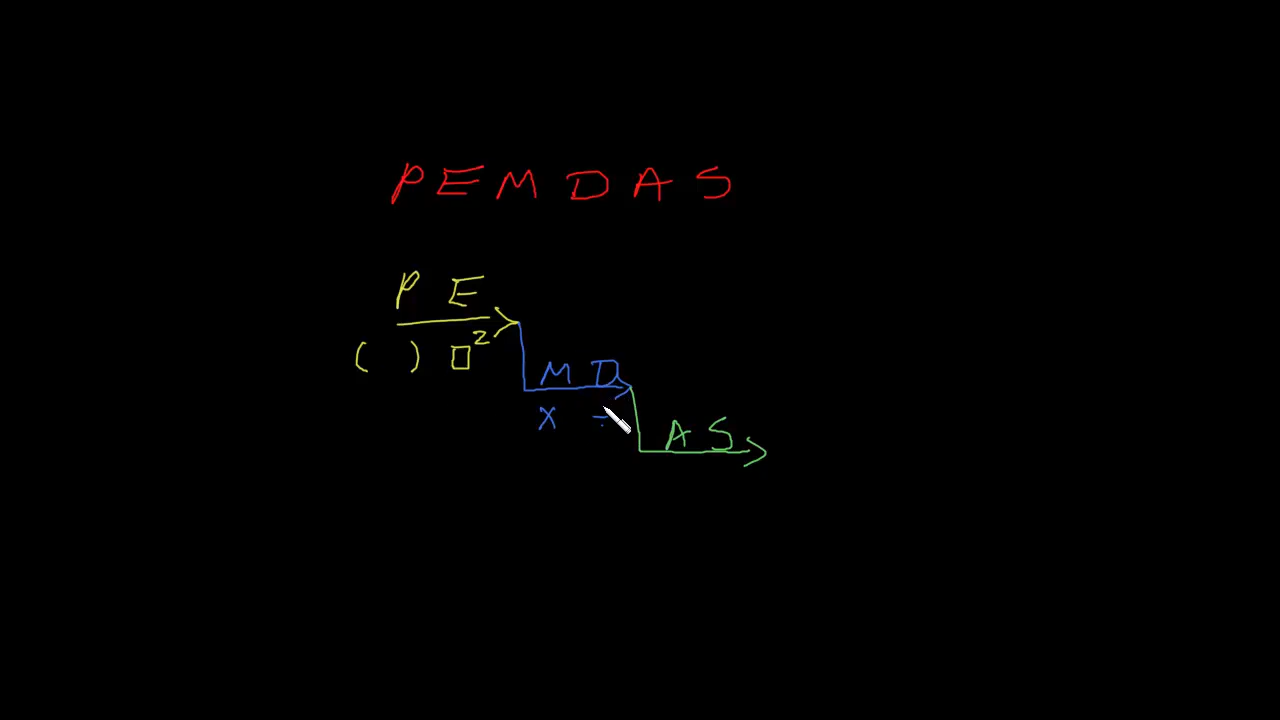 PEMDAS
P E
( ) □²
M D
x ÷
A S